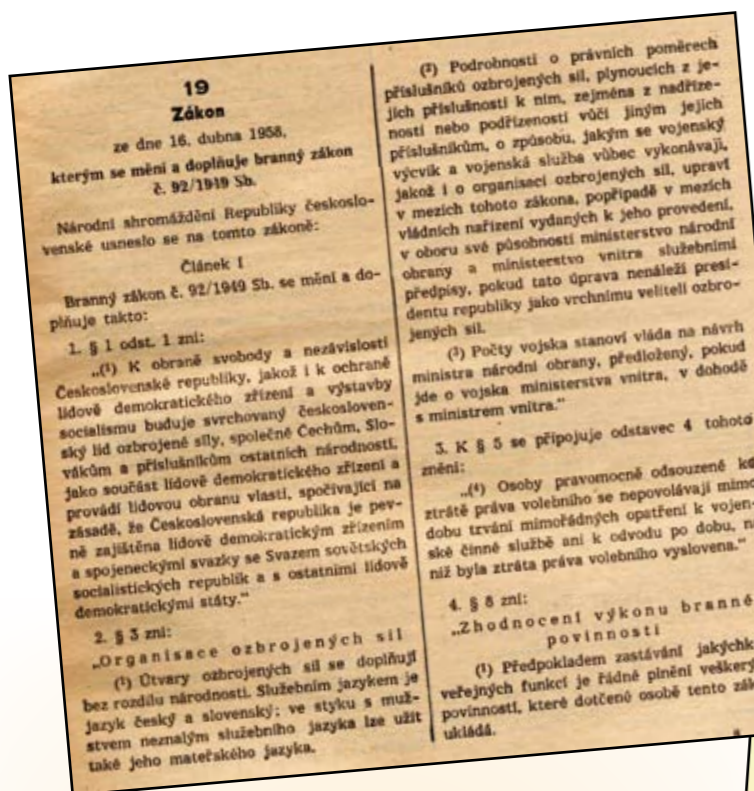 19
Zákon
ze dne 16. dubna 1958,
kterým se mění a doplňuje branný zákon
č. 92/1949 Sb.
Národní shromáždění Republiky českoslo-
venské usneslo se na tomto zákoně:
Článek I
Branný zákon č. 92/1949 Sb. se mění a do-
plňuje takto:
1. § 1 odst. 1 zní:
„(¹) K obraně svobody a nezávislosti
Československé republiky, jakož i k ochraně
lidově demokratického zřízení a výstavby
socialismu buduje svrchovaný českosloven-
ský lid ozbrojené síly, společné Čechům, Slo-
vákům a příslušníkům ostatních národností,
jako součást lidově demokratického zřízení a
provádí lidovou obranu vlasti, spočívající na
zásadě, že Československá republika je pev-
ně zajištěna lidově demokratickým zřízením
a spojeneckými svazky se Svazem sovětských
socialistických republik a s ostatními lidově
demokratickými státy.“
2. § 3 zní:
„Organisace ozbrojených sil
(¹) Útvary ozbrojených sil se doplňují
bez rozdílu národnosti. Služebním jazykem je
jazyk český a slovenský; ve styku s muž-
stvem neznalým služebního jazyka lze užít
také jeho mateřského jazyka.
(²) Podrobnosti o právních poměrech
příslušníků ozbrojených sil, plynoucích z je-
jich příslušnosti k nim, zejména z nadříze-
nosti nebo podřízenosti vůči jiným jejich
příslušníkům, o způsobu, jakým se vojenský
výcvik a vojenská služba vůbec vykonávají,
jakož i o organisaci ozbrojených sil, upraví
v mezích tohoto zákona, popřípadě v mezích
vládních nařízení vydaných k jeho provedení,
v oboru své působnosti ministerstvo národní
obrany a ministerstvo vnitra služebními
předpisy, pokud tato úprava nenáleží presi-
dentu republiky jako vrchnímu veliteli ozbro-
jených sil.
(³) Počty vojska stanoví vláda na návrh
ministra národní obrany, předložený, pokud
jde o vojska ministerstva vnitra, v dohodě
s ministrem vnitra.“
3. K § 5 se připojuje odstavec 4 tohoto
znění:
„(⁴) Osoby pravomocně odsouzené ke
ztrátě práva volebního se nepovolávají mimo
dobu trvání mimořádných opatření k vojen-
ské činné službě ani k odvodu po dobu, n
niž byla ztráta práva volebního vyslovena.“
4. § 8 zní:
„Zhodnocení výkonu branné
povinnosti
(¹) Předpokladem zastávání jakýchk
veřejných funkcí je řádné plnění veškerý
povinností, které dotčené osobě tento zák
ukládá.